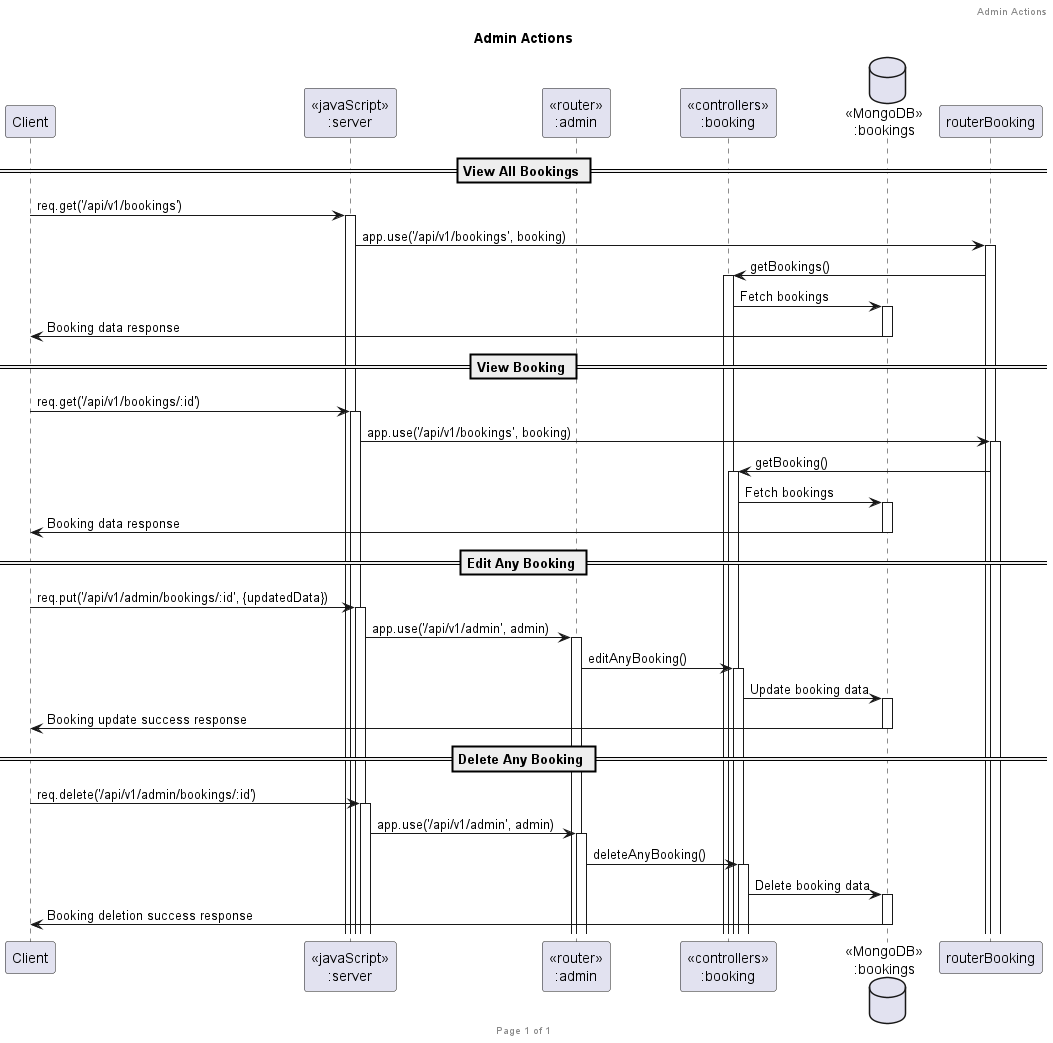 Admin Actions
Admin Actions
Client
«javaScript»
:server
«router»
:admin
«controllers»
:booking
«MongoDB»
:bookings
routerBooking
View All Bookings
req.get('/api/v1/bookings')
app.use('/api/v1/bookings', booking)
getBookings()
Fetch bookings
Booking data response
View Booking
req.get('/api/v1/bookings/:id')
app.use('/api/v1/bookings', booking)
getBooking()
Fetch bookings
Booking data response
Edit Any Booking
req.put('/api/v1/admin/bookings/:id', {updatedData})
app.use('/api/v1/admin', admin)
editAnyBooking()
Update booking data
Booking update success response
Delete Any Booking
req.delete('/api/v1/admin/bookings/:id')
app.use('/api/v1/admin', admin)
deleteAnyBooking()
Delete booking data
Booking deletion success response
Client
«javaScript»
:server
«router»
:admin
«controllers»
:booking
«MongoDB»
:bookings
routerBooking
Page 1 of 1